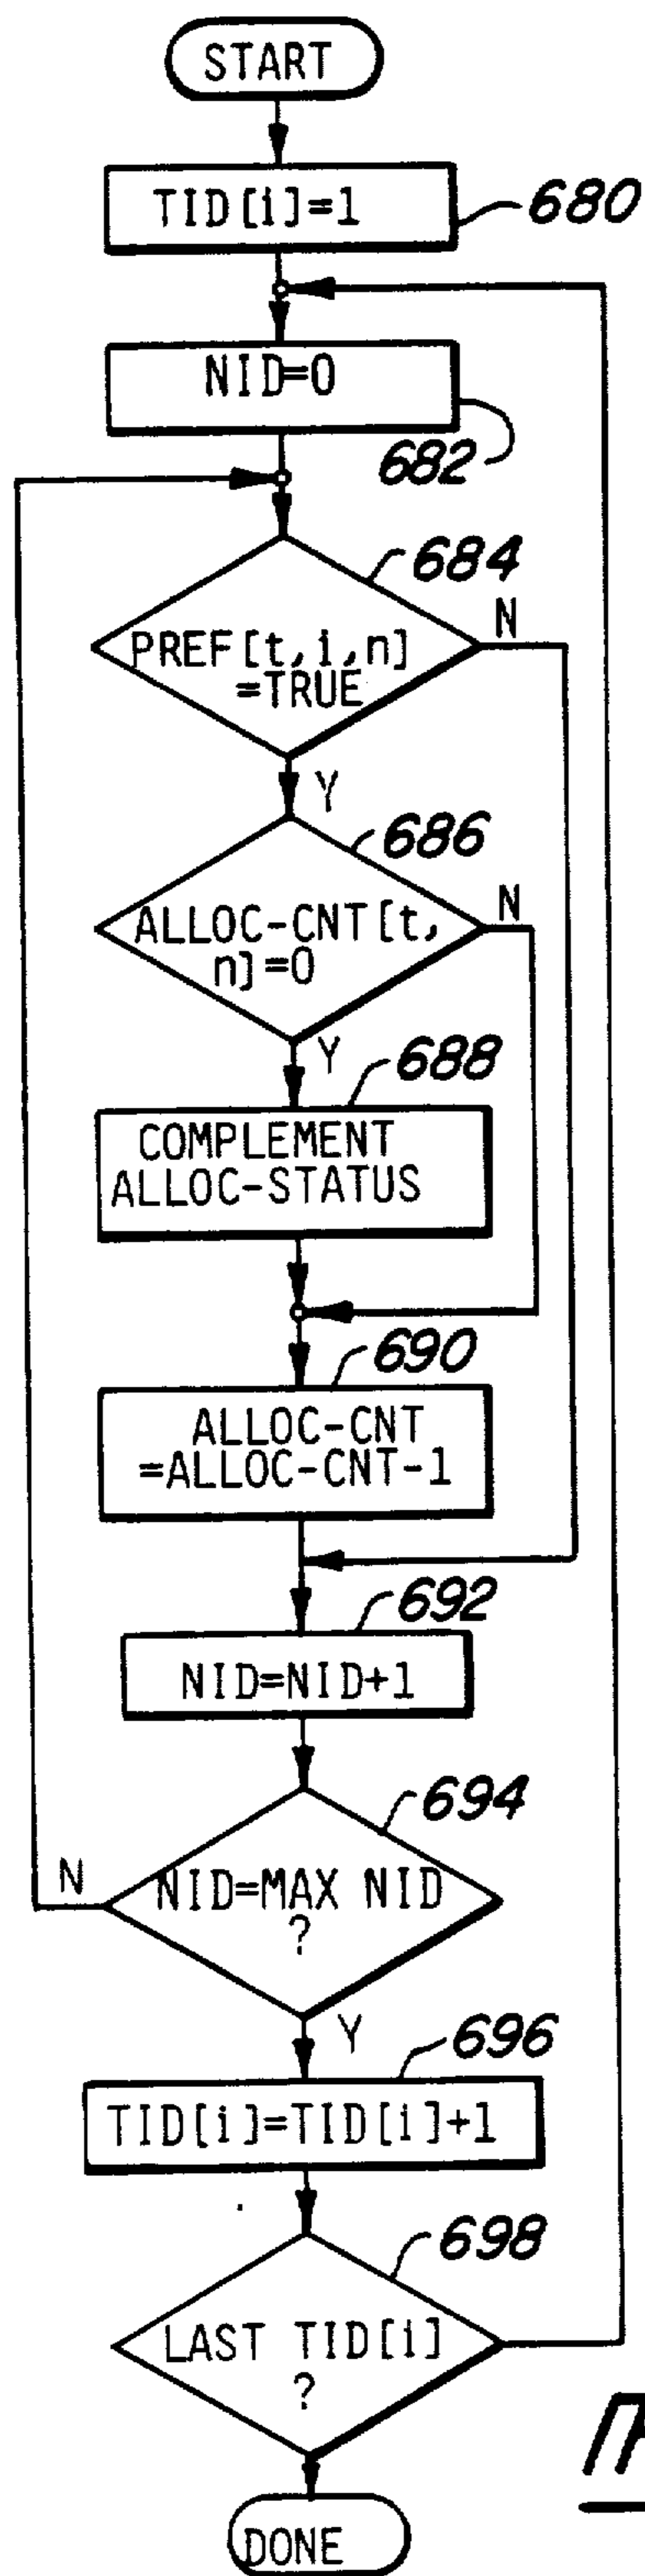 START
TID[i]=1
680
NID=0
682
684
PREF[t,i,n]
=TRUE
N
Y
686
ALLOC-CNT[t,
n]=0
N
Y
688
COMPLEMENT
ALLOC-STATUS
690
ALLOC-CNT
=ALLOC-CNT-1
692
NID=NID+1
694
NID=MAX NID
?
N
Y
696
TID[i]=TID[i]+1
698
LAST TID[i]
?
DONE